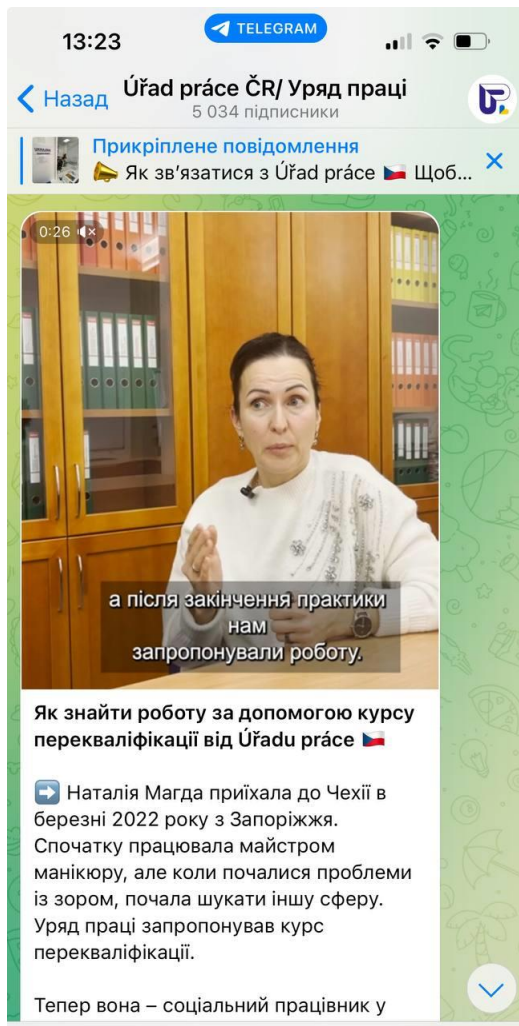 13:23
TELEGRAM
Назад
Úřad práce ČR/ Уряд праці
5 034 підписники
Прикріплене повідомлення
📣 Як зв’язатися з Úřad práce 🇨🇿 Щоб...
0:26
а після закінчення практики
нам
запропонували роботу.
Як знайти роботу за допомогою курсу
перекваліфікації від Úřadu práce 🇨🇿
➡️ Наталія Магда приїхала до Чехії в
березні 2022 року з Запоріжжя.
Спочатку працювала майстром
манікюру, але коли почалися проблеми
із зором, почала шукати іншу сферу.
Уряд праці запропонував курс
перекваліфікації.
Тепер вона – соціальний працівник у